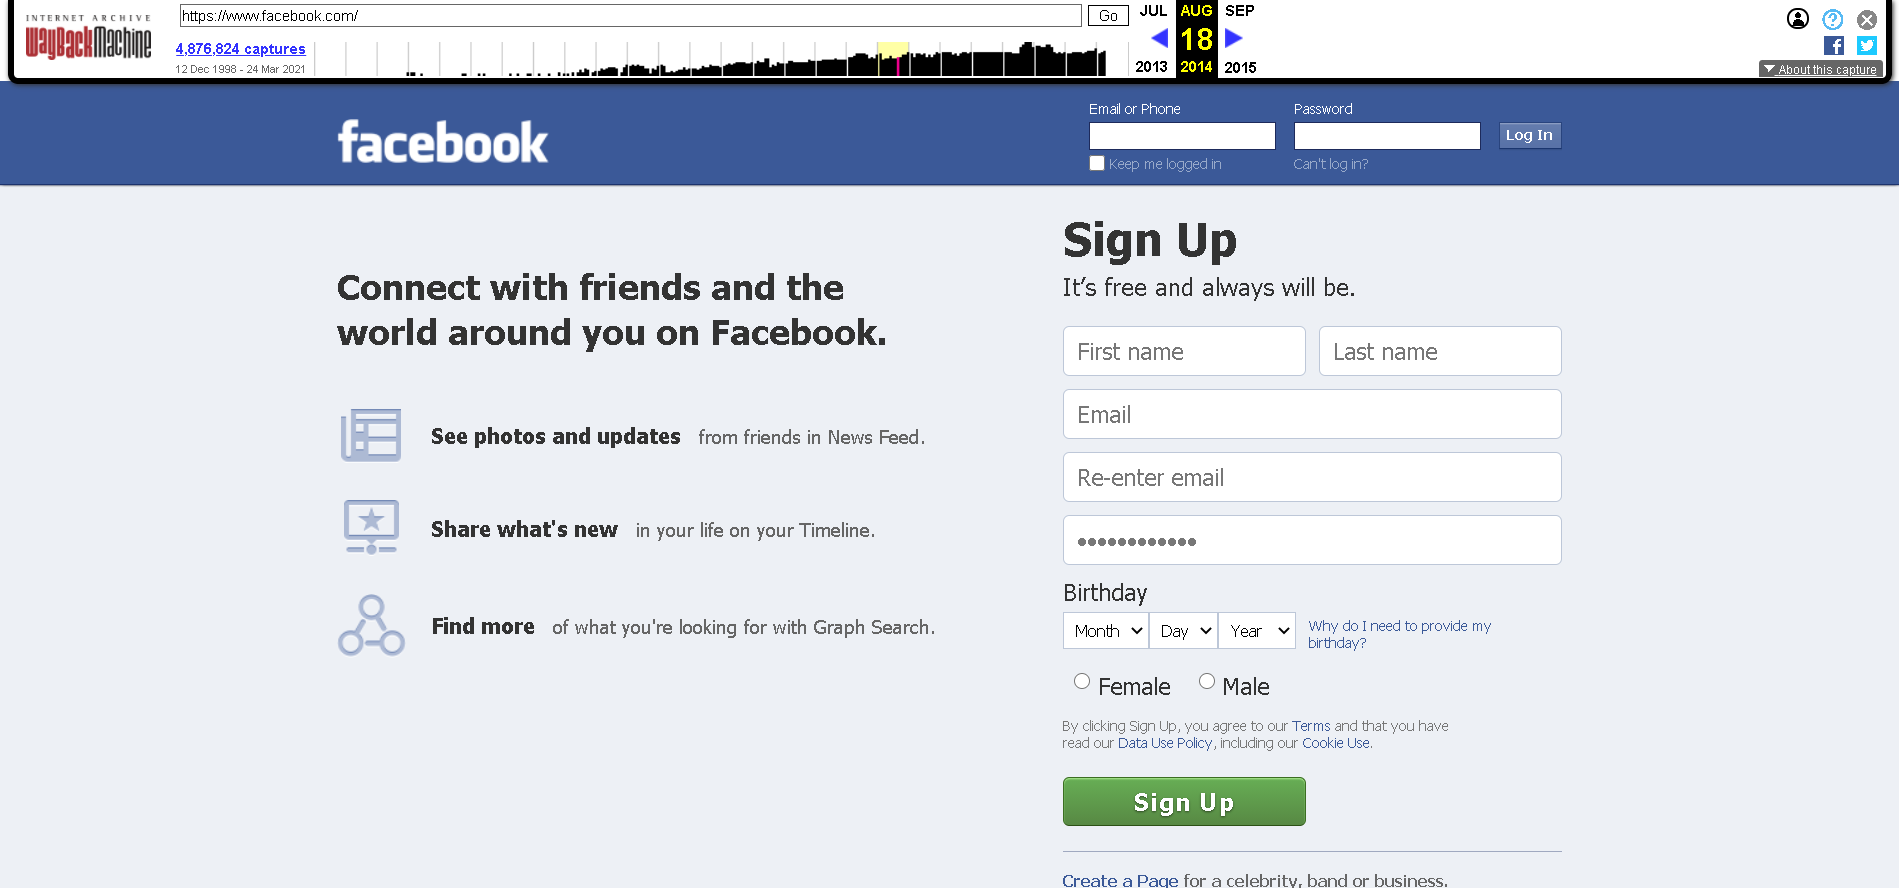 INTERNET ARCHIVE
WayBackMachine
https://www.facebook.com/
Go
4,876,824 captures
12 Dec 1998 - 24 Mar 2021
JUL AUG SEP
18
2013 2014 2015
?
About this capture
facebook
Email or Phone
Password
Log In
Keep me logged in
Can't log in?
Connect with friends and the
world around you on Facebook.
See photos and updates from friends in News Feed.
Share what's new in your life on your Timeline.
Find more of what you're looking for with Graph Search.
Sign Up
It’s free and always will be.
First name
Last name
Email
Re-enter email
••••••••••••
Birthday
Month Day Year
Why do I need to provide my
birthday?
Female Male
By clicking Sign Up, you agree to our Terms and that you have
read our Data Use Policy, including our Cookie Use.
Sign Up
Create a Page for a celebrity, band or business.